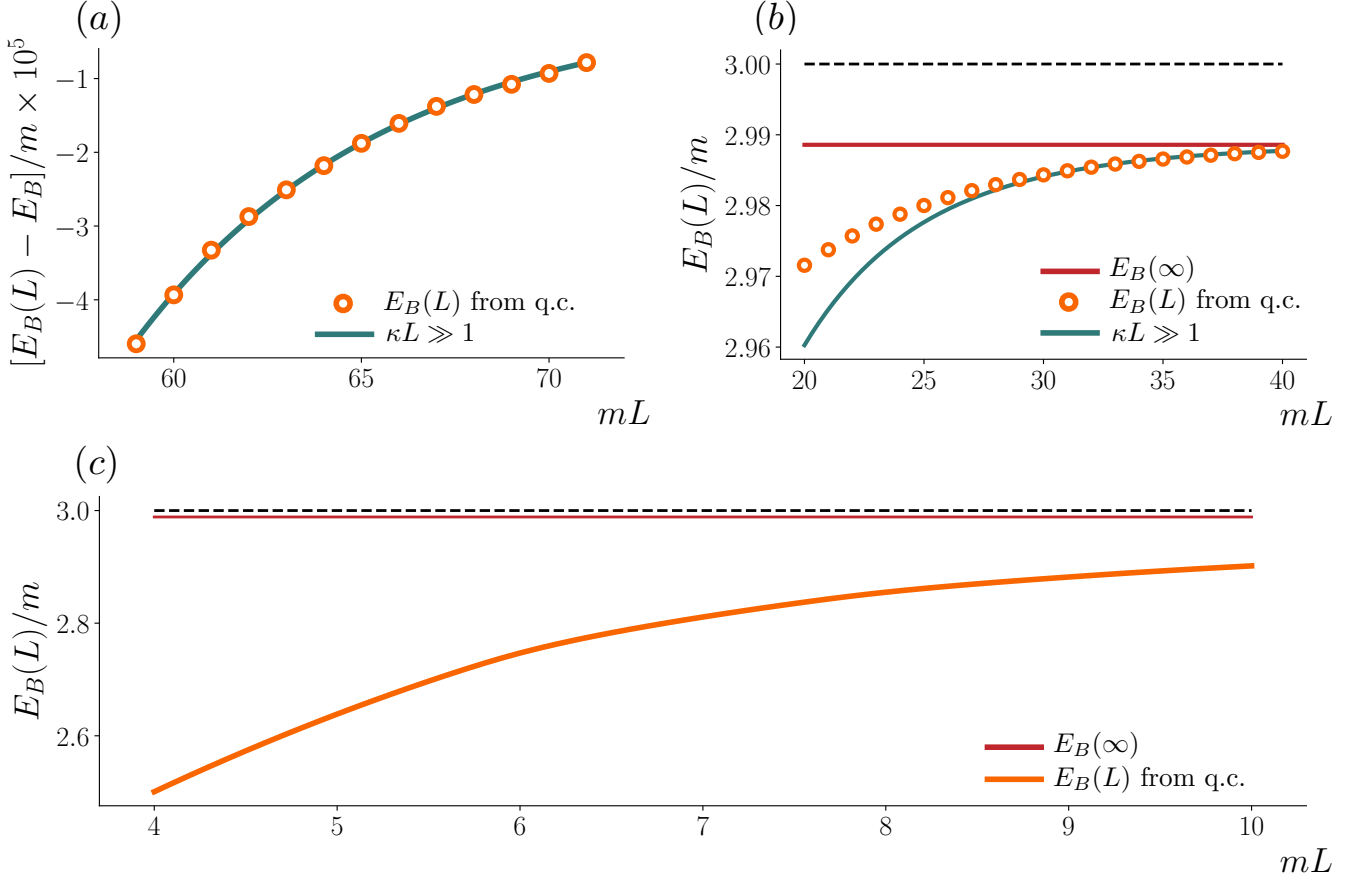 (a)
[E_B(L) − E_B]/m × 10^5
−1
−2
−3
−4
60
65
70
mL
E_B(L) from q.c.
κL ≫ 1
(b)
E_B(L)/m
3.00
2.99
2.98
2.97
2.96
20
25
30
35
40
mL
E_B(∞)
E_B(L) from q.c.
κL ≫ 1
(c)
E_B(L)/m
3.0
2.8
2.6
4
5
6
7
8
9
10
mL
E_B(∞)
E_B(L) from q.c.